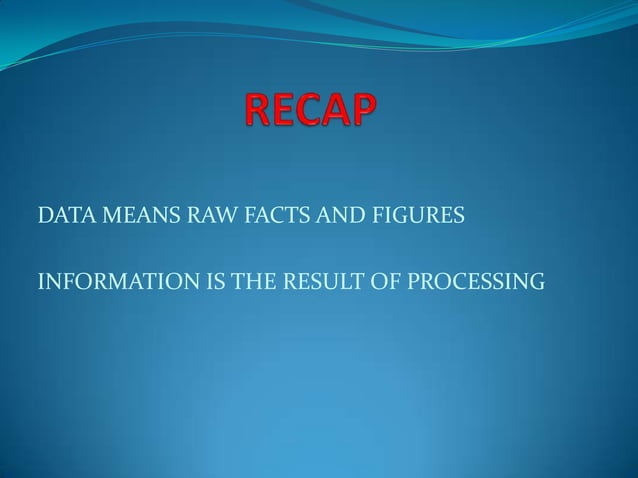 RECAP
DATA MEANS RAW FACTS AND FIGURES
INFORMATION IS THE RESULT OF PROCESSING